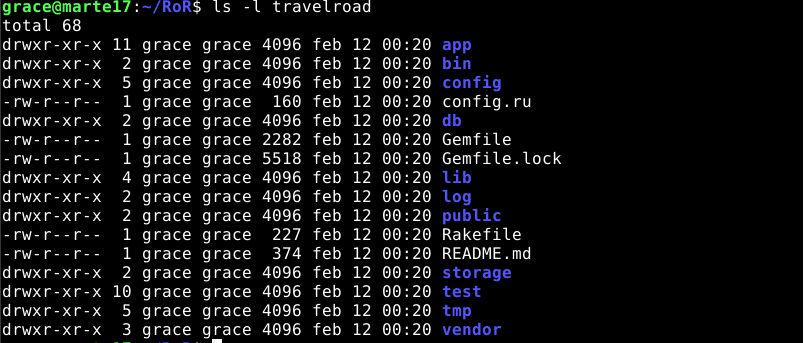 grace@marte17:~/RoR$ ls -l travelroad
total 68
drwxr-xr-x 11 grace grace 4096 feb 12 00:20 app
drwxr-xr-x  2 grace grace 4096 feb 12 00:20 bin
drwxr-xr-x  5 grace grace 4096 feb 12 00:20 config
-rw-r--r--  1 grace grace  160 feb 12 00:20 config.ru
drwxr-xr-x  2 grace grace 4096 feb 12 00:20 db
-rw-r--r--  1 grace grace 2282 feb 12 00:20 Gemfile
-rw-r--r--  1 grace grace 5518 feb 12 00:20 Gemfile.lock
drwxr-xr-x  4 grace grace 4096 feb 12 00:20 lib
drwxr-xr-x  2 grace grace 4096 feb 12 00:20 log
drwxr-xr-x  2 grace grace 4096 feb 12 00:20 public
-rw-r--r--  1 grace grace  227 feb 12 00:20 Rakefile
-rw-r--r--  1 grace grace  374 feb 12 00:20 README.md
drwxr-xr-x  2 grace grace 4096 feb 12 00:20 storage
drwxr-xr-x 10 grace grace 4096 feb 12 00:20 test
drwxr-xr-x  5 grace grace 4096 feb 12 00:20 tmp
drwxr-xr-x  3 grace grace 4096 feb 12 00:20 vendor